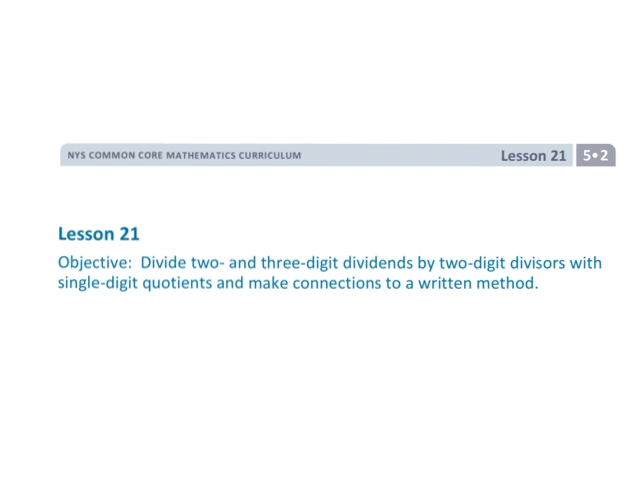 NYS COMMON CORE MATHEMATICS CURRICULUM Lesson 21 5•2
Lesson 21
Objective: Divide two- and three-digit dividends by two-digit divisors with
single-digit quotients and make connections to a written method.